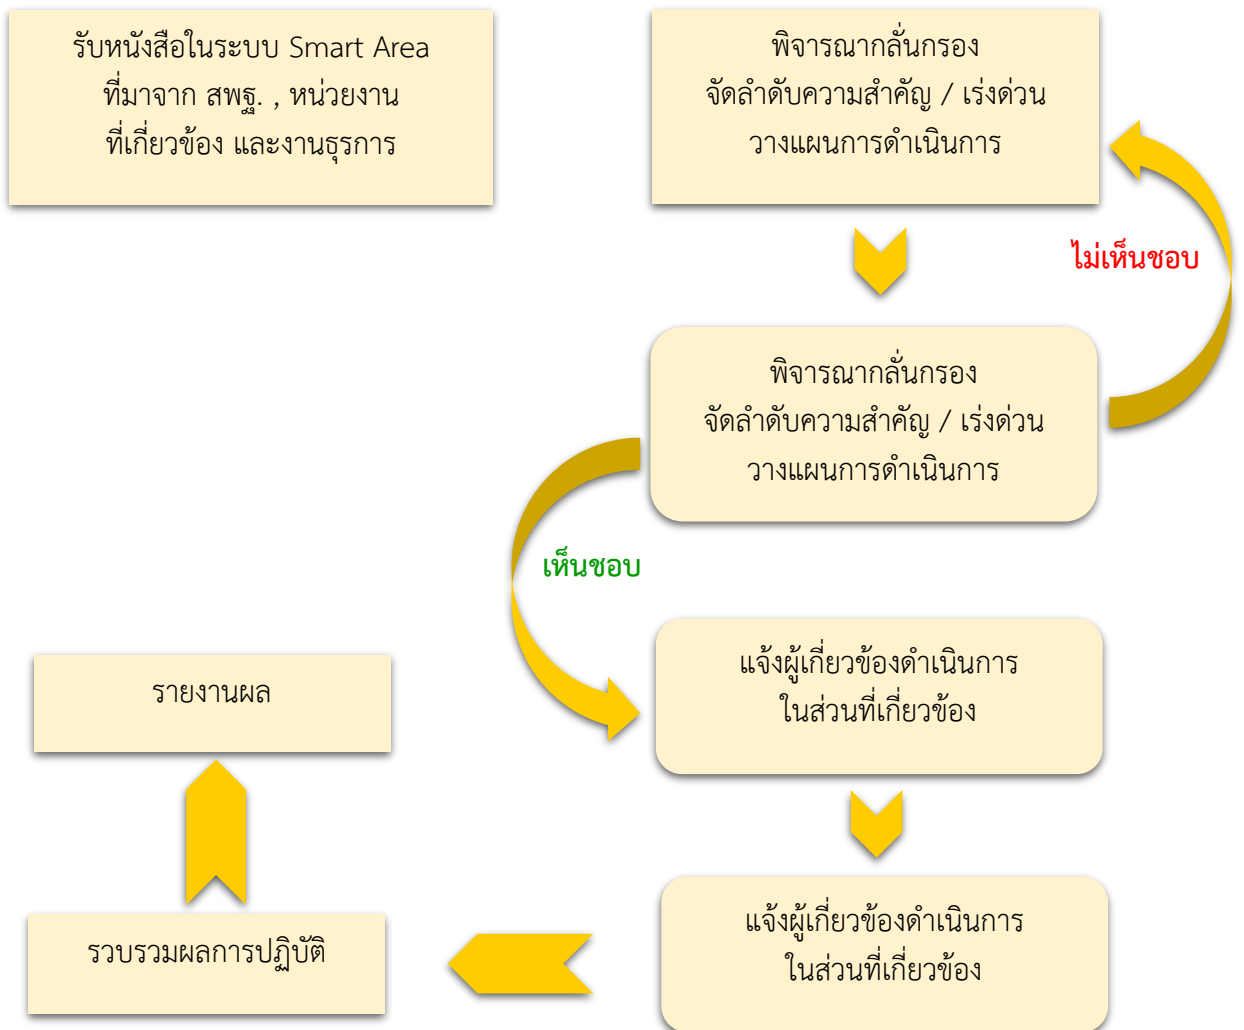 รับหนังสือในระบบ Smart Area
ที่มาจาก สพฐ. , หน่วยงาน
ที่เกี่ยวข้อง และงานธุรการ
พิจารณากลั่นกรอง
จัดลำดับความสำคัญ / เร่งด่วน
วางแผนการดำเนินการ
ไม่เห็นชอบ
พิจารณากลั่นกรอง
จัดลำดับความสำคัญ / เร่งด่วน
วางแผนการดำเนินการ
เห็นชอบ
แจ้งผู้เกี่ยวข้องดำเนินการ
ในส่วนที่เกี่ยวข้อง
แจ้งผู้เกี่ยวข้องดำเนินการ
ในส่วนที่เกี่ยวข้อง
รวบรวมผลการปฏิบัติ
รายงานผล